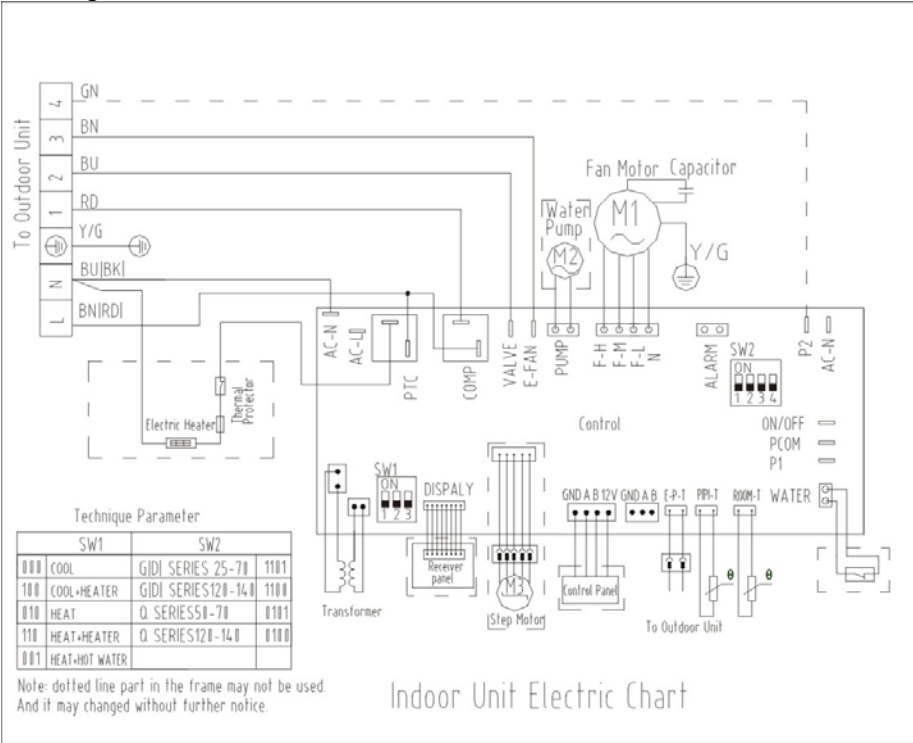 To Outdoor Unit
4
3
2
1
N
L
GN
BN
BU
RD
Y/G
BU(BK)
BN(RD)
Fan Motor Capacitor
M1
Water
Pump
M2
Y/G
AC-N
AC-L
PTC
COMP
VALVE
E-FAN
PUMP
F-H
F-M
F-L
N
ALARM
SW2
ON
1 2 3 4
P2
AC-N
Electric Heater
Thermal
Protector
Control
ON/OFF
PCOM
P1
WATER
SW1
ON
1 2 3
DISPALY
Receiver
panel
GND A B 12V
GND A B
E-P-T
PIPI-T
ROOM-T
θ
θ
M3
Step Motor
Control Panel
Transformer
To Outdoor Unit
Technique Parameter
SW1 SW2
000 COOL G(D) SERIES 25-70 1101
100 COOL+HEATER G(D) SERIES120-140 1100
010 HEAT Q SERIES50-70 0101
110 HEAT+HEATER Q SERIES120-140 0100
001 HEAT+HOT WATER
Note: dotted line part in the frame may not be used.
And it may changed without further notice.
Indoor Unit Electric Chart